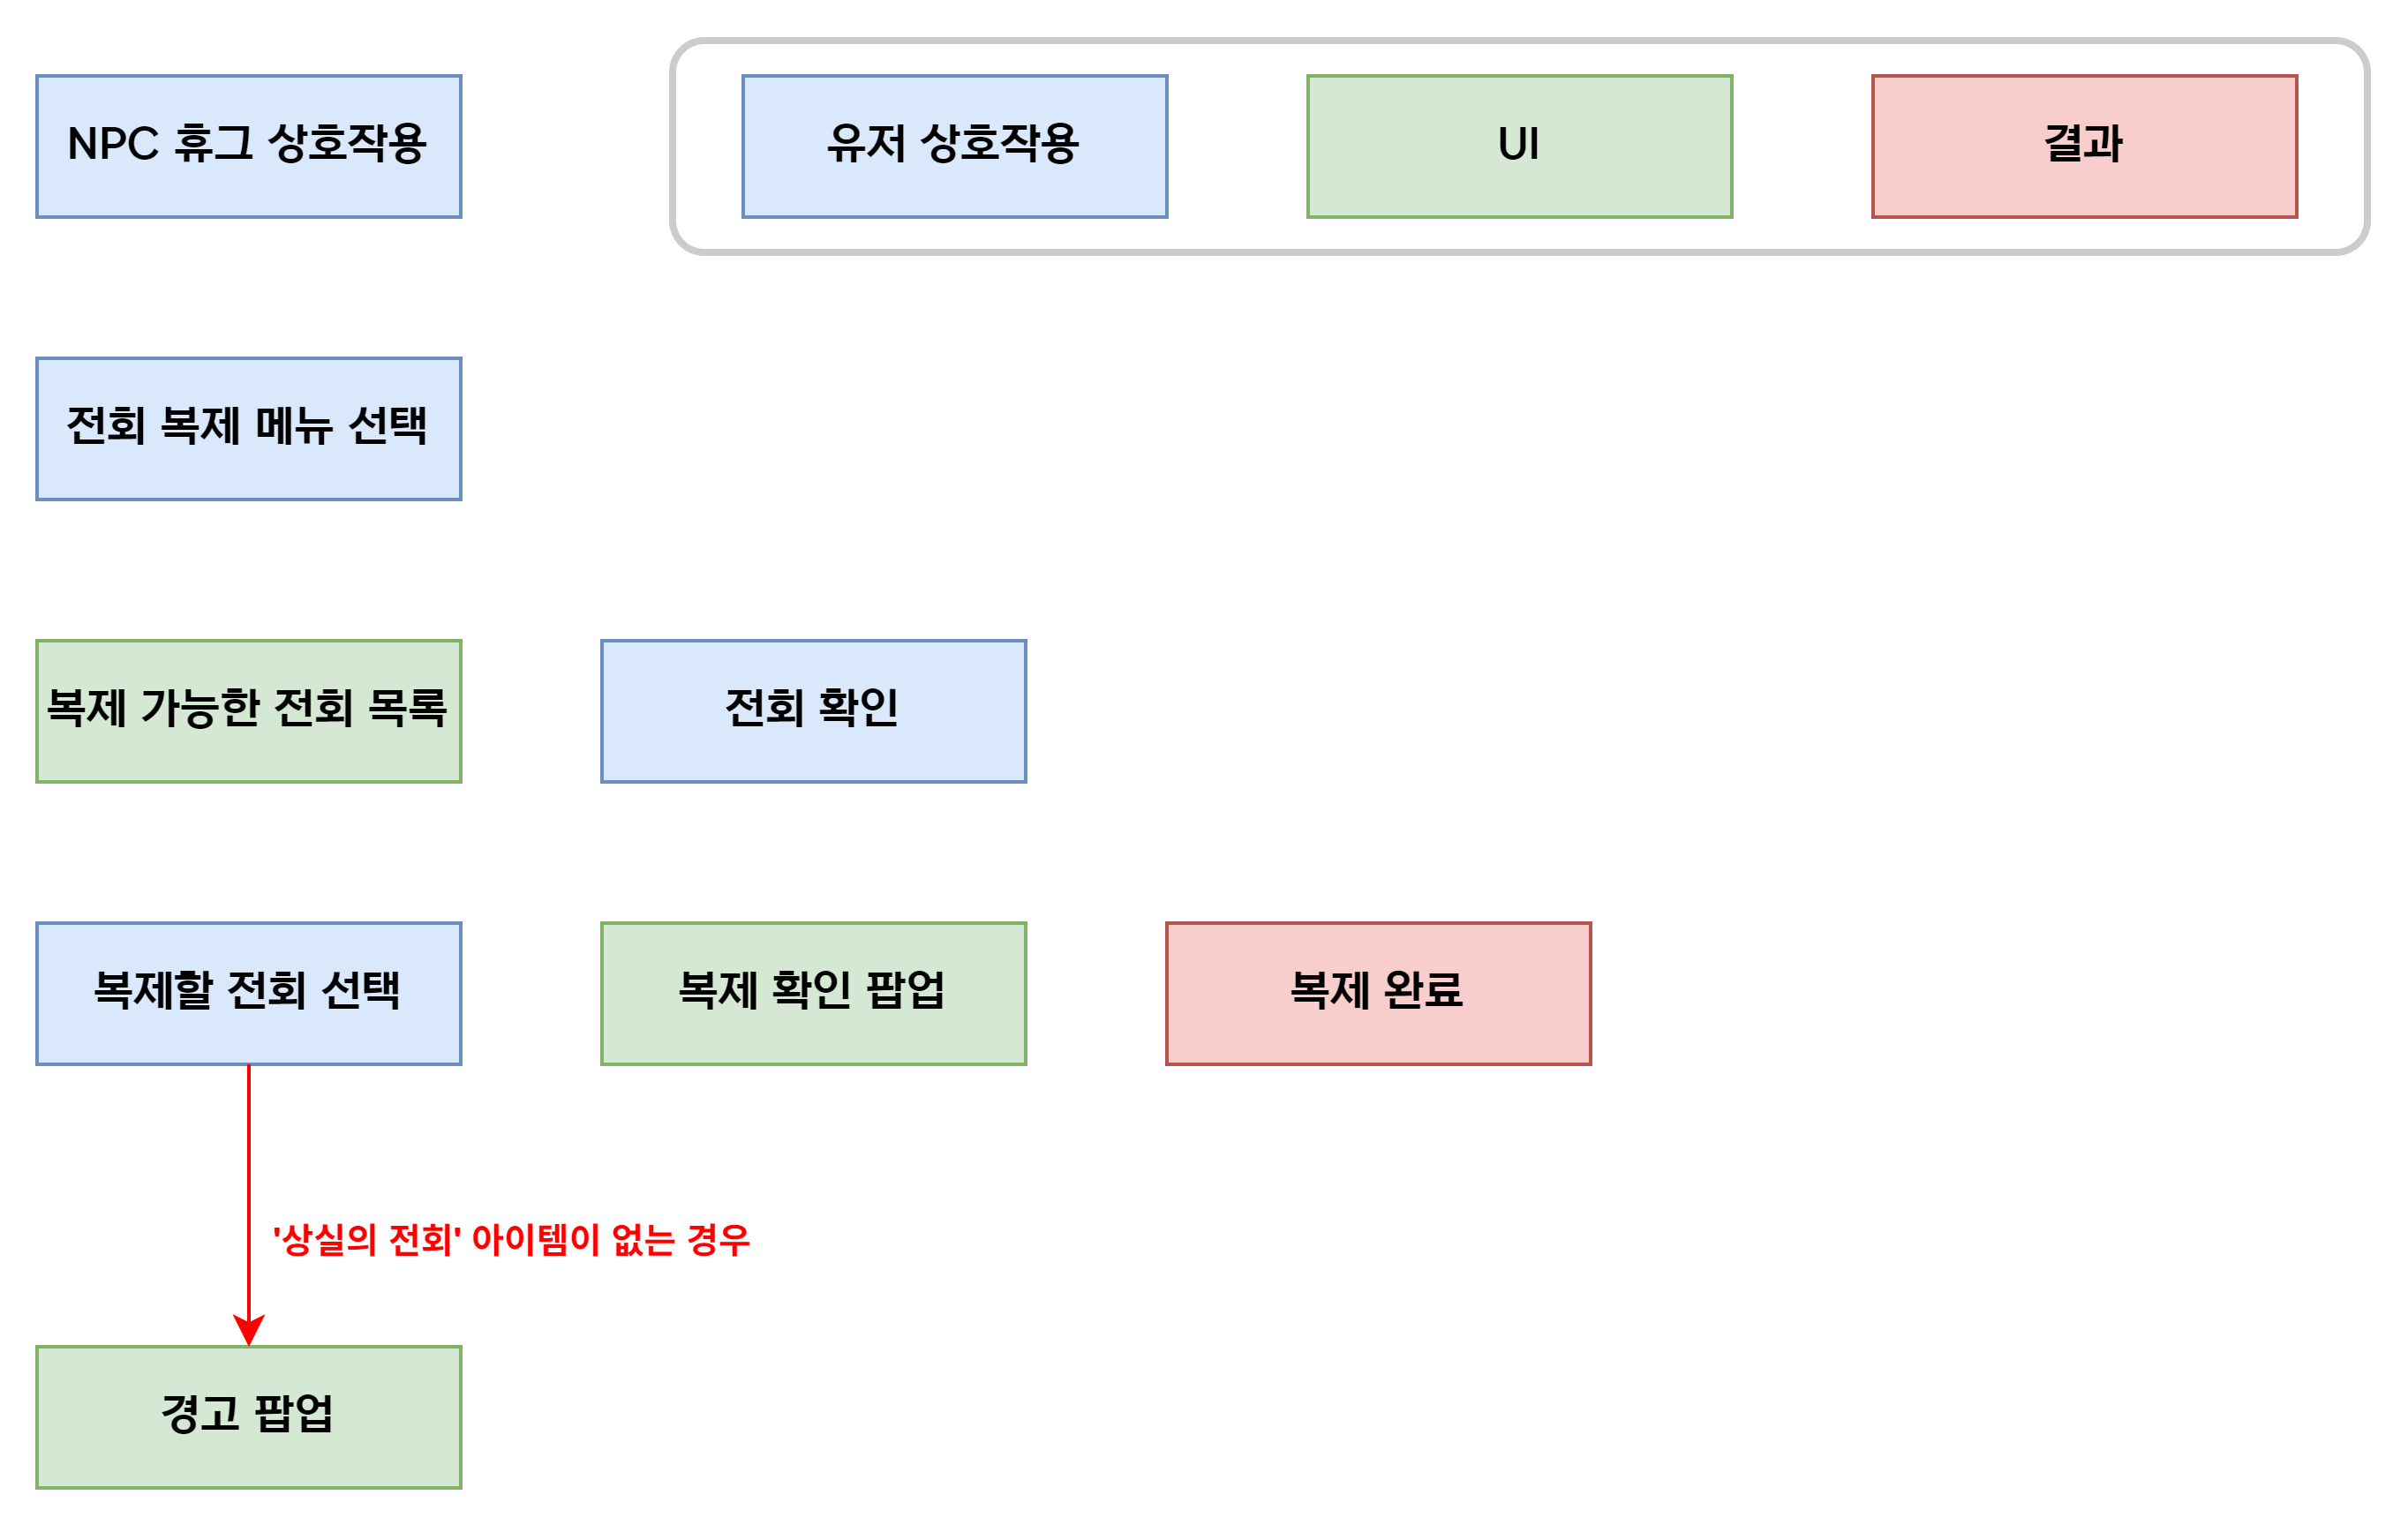 NPC 휴그 상호작용
유저 상호작용
UI
결과
전회 복제 메뉴 선택
복제 가능한 전회 목록
전회 확인
복제할 전회 선택
복제 확인 팝업
복제 완료
'상실의 전회' 아이템이 없는 경우
경고 팝업